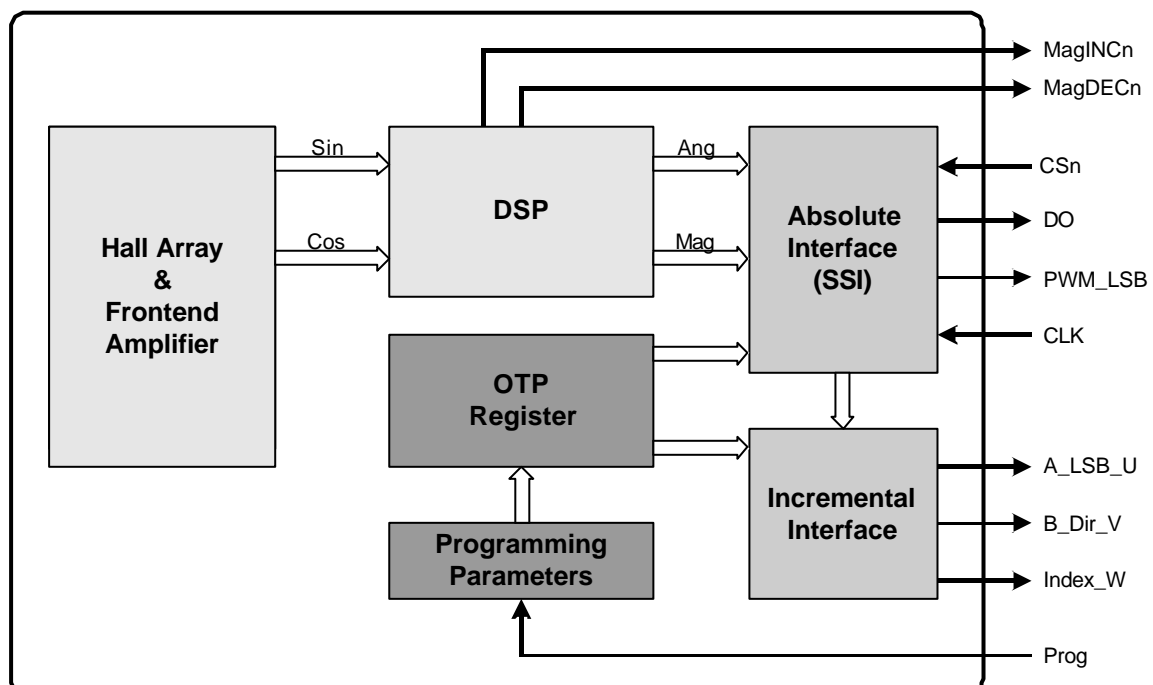 MagINCn
MagDECn
Hall Array
&
Frontend
Amplifier
Sin
Cos
DSP
Ang
Mag
Absolute
Interface
(SSI)
CSn
DO
PWM_LSB
CLK
OTP
Register
Programming
Parameters
Incremental
Interface
A_LSB_U
B_Dir_V
Index_W
Prog